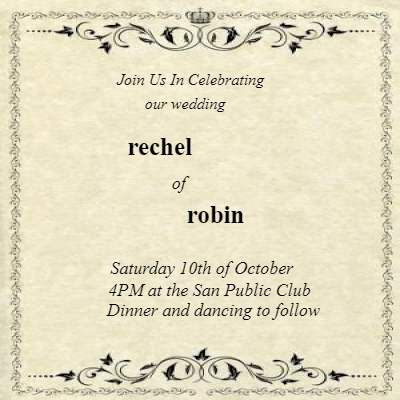 Join Us In Celebrating
our wedding
rechel
of
robin
Saturday 10th of October
4PM at the San Public Club
Dinner and dancing to follow